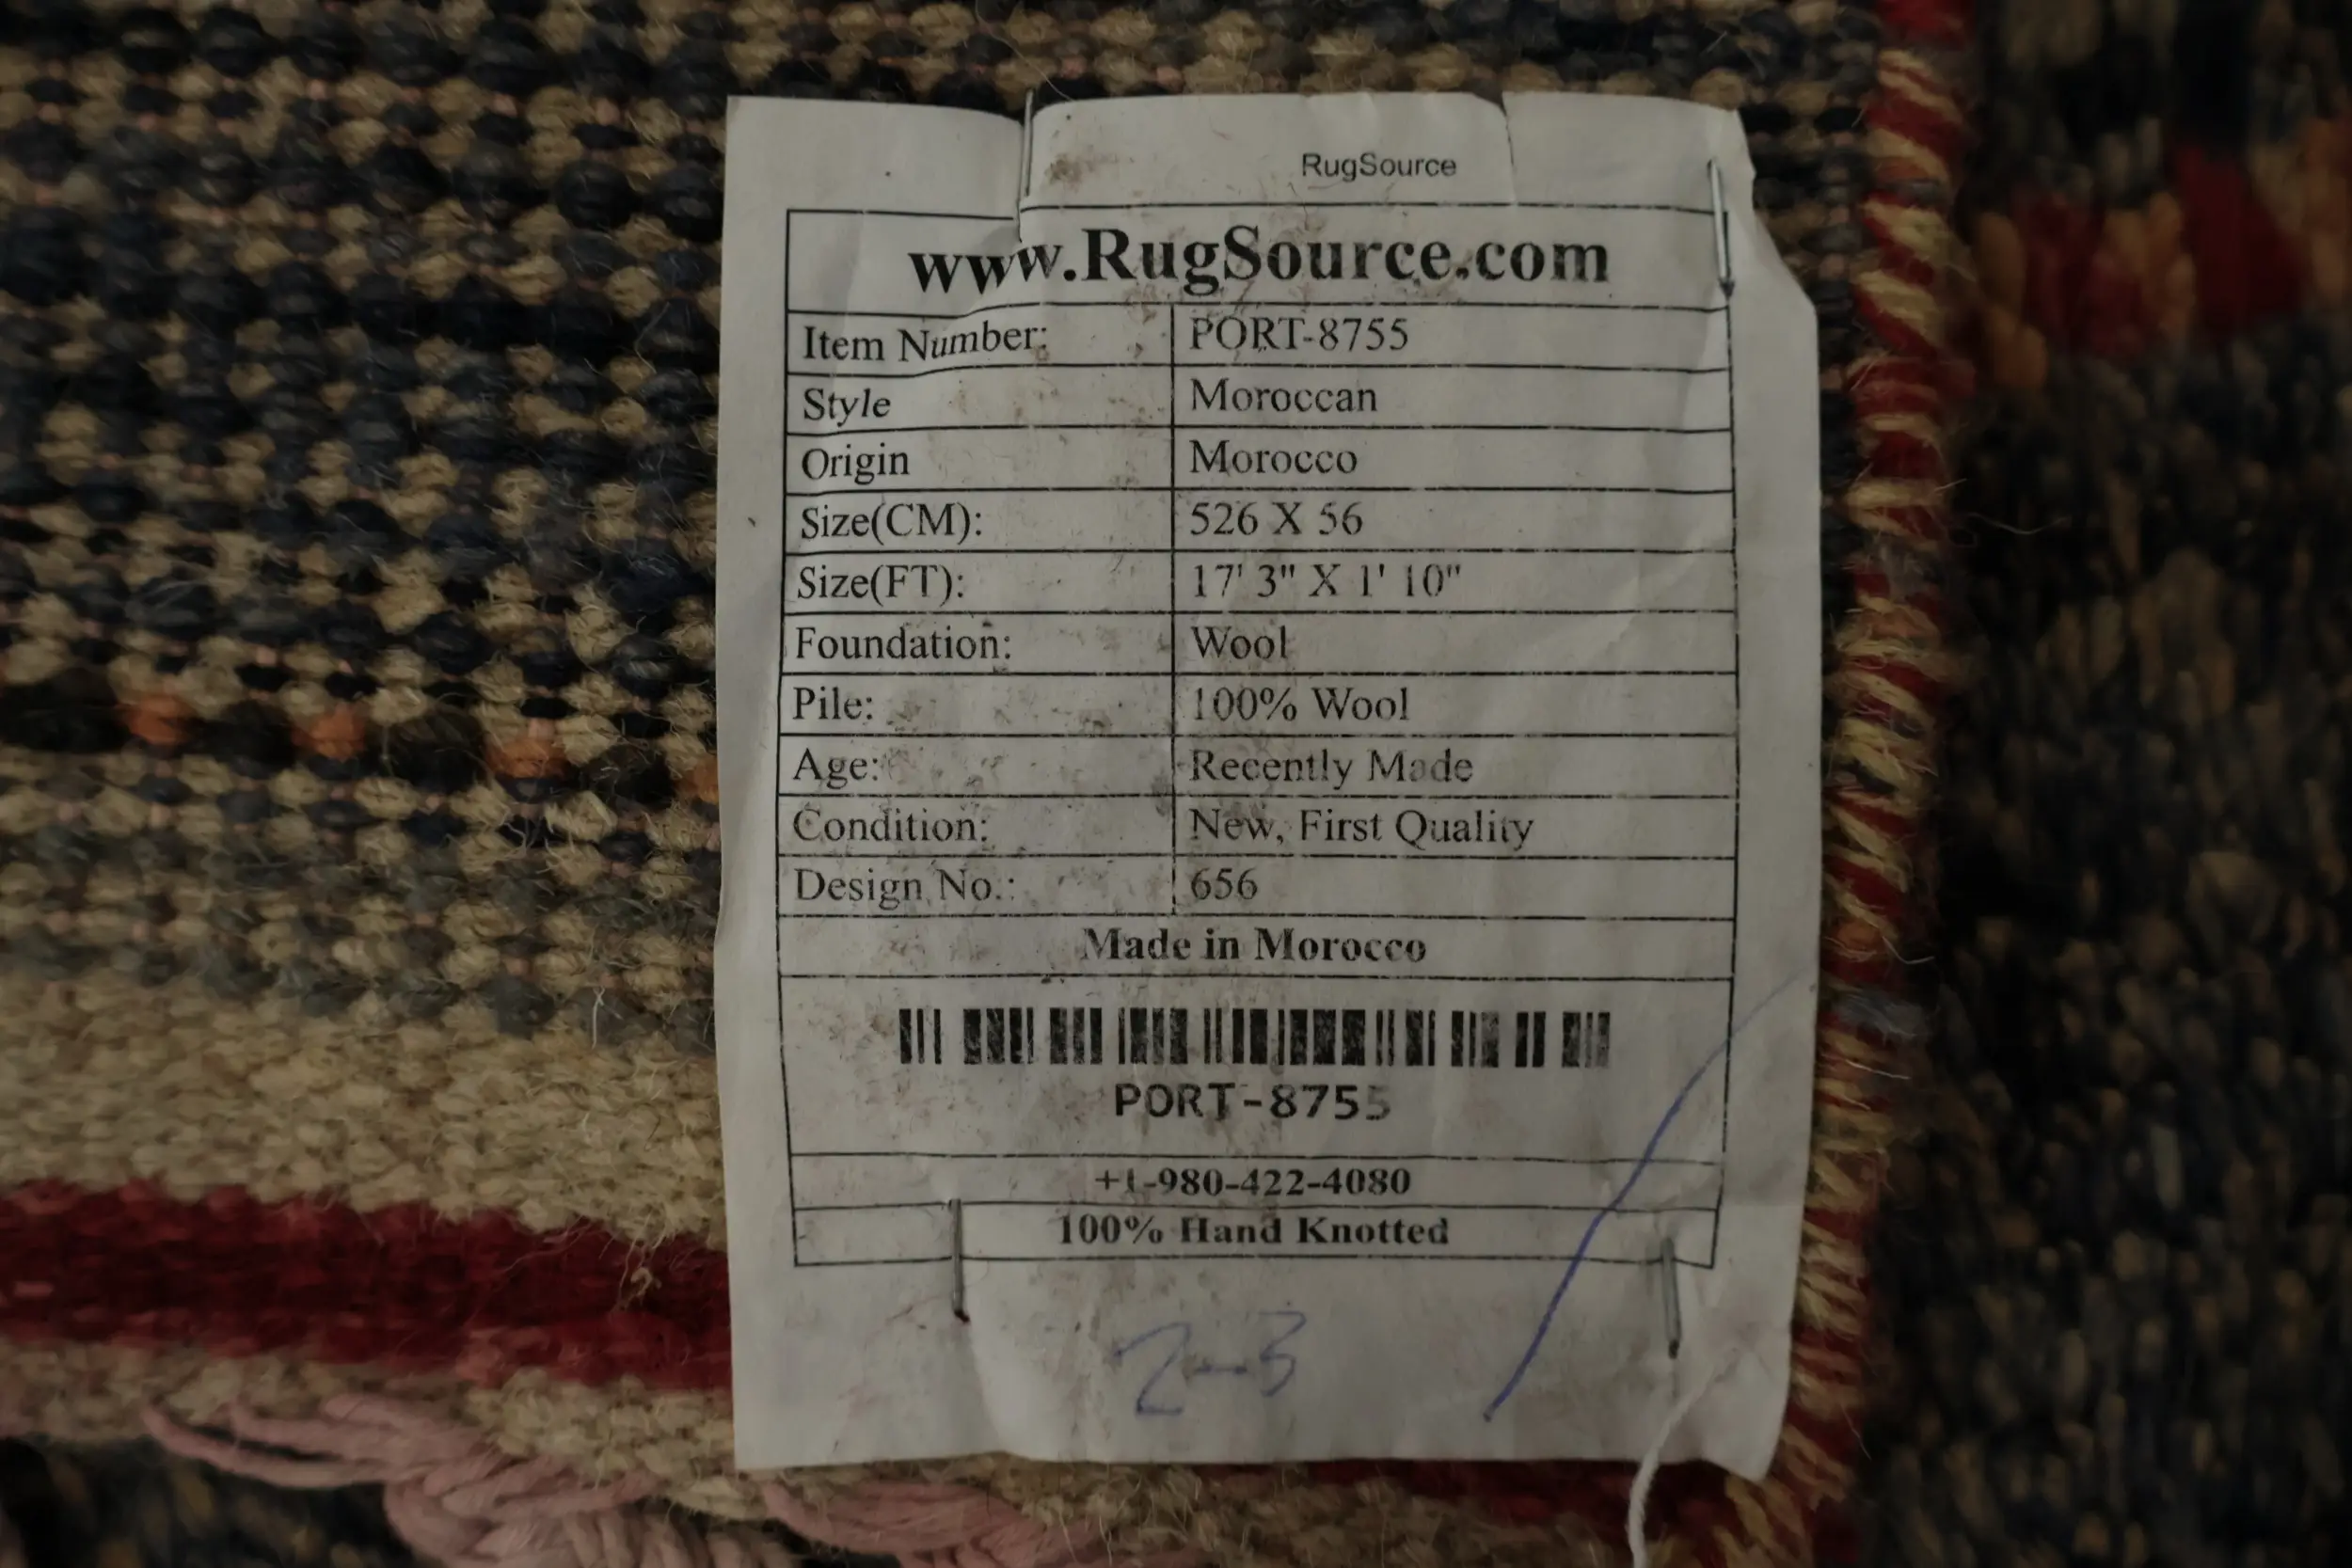 RugSource
www.RugSource.com
Item Number: PORT-8755
Style Moroccan
Origin Morocco
Size(CM): 526 X 56
Size(FT): 17' 3" X 1' 10"
Foundation: Wool
Pile: 100% Wool
Age: Recently Made
Condition: New, First Quality
Design No.: 656
Made in Morocco
PORT-8755
+1-980-422-4080
100% Hand Knotted
2-3